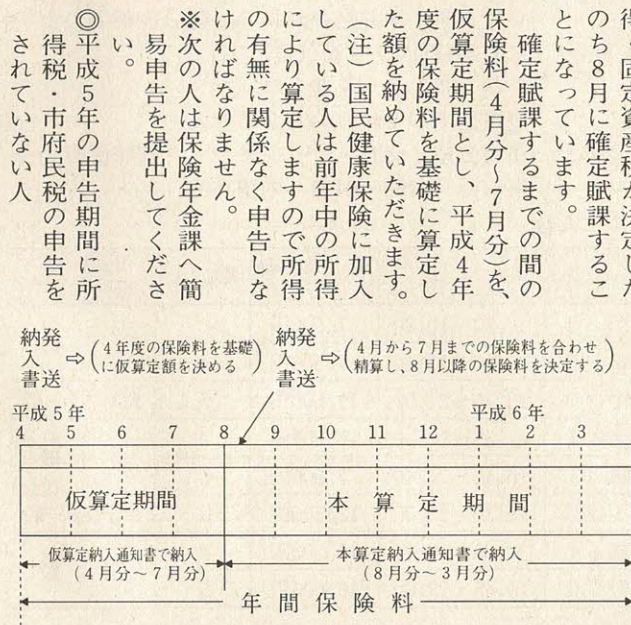 得・固定資産税が決定した
のち8月に確定賦課するこ
とになっています。
確定賦課するまでの間の
保険料(4月分〜7月分)を、
仮算定期間とし、平成4年
度の保険料を基礎に算定し
た額を納めていただきます。
(注)国民健康保険に加入
している人は前年中の所得
により算定しますので所得
の有無に関係なく申告しな
ければなりません。
※次の人は保険年金課へ簡
易申告を提出してくださ
い。
◎平成5年の申告期間に所
得税・市府民税の申告を
されていない人
納入書発送⇨(4年度の保険料を基礎
に仮算定額を決める)
納入書発送⇨(4月から7月までの保険料を合わせ
精算し、8月以降の保険料を決定する)
平成5年 平成6年
4 5 6 7 8 9 10 11 12 1 2 3
仮算定期間 本算定期間
仮算定納入通知書で納入
(4月分〜7月分)
本算定納入通知書で納入
(8月分〜3月分)
年間保険料